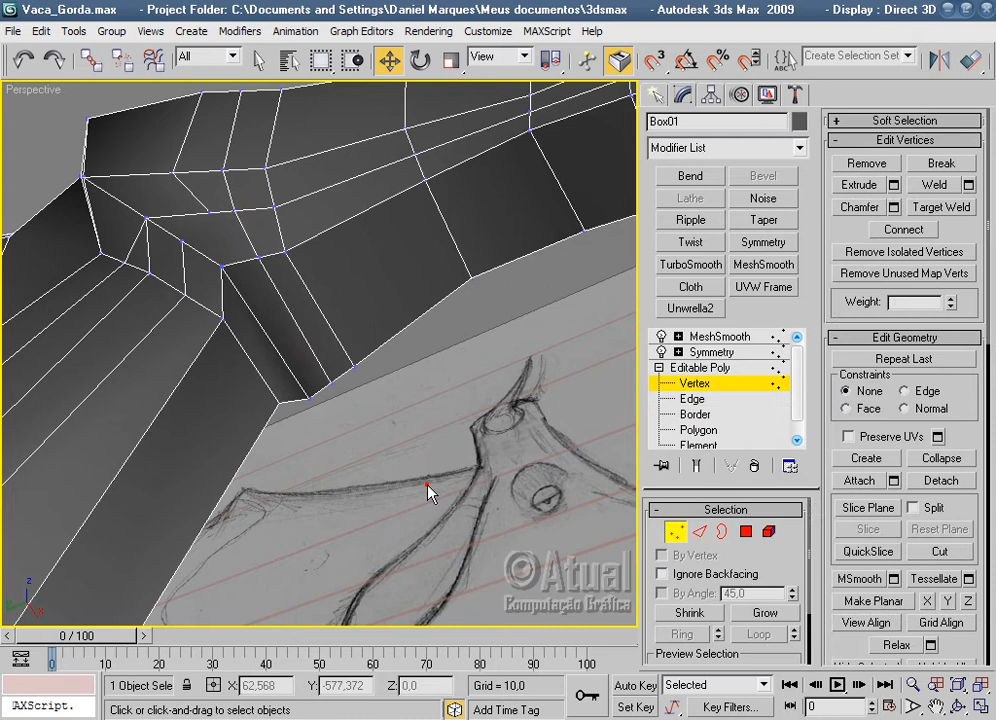 Vaca_Gorda.max - Project Folder: C:\Documents and Settings\Daniel Marques\Meus documentos\3dsmax - Autodesk 3ds Max 2009 - Display : Direct 3D
File Edit Tools Group Views Create Modifiers Animation Graph Editors Rendering Customize MAXScript Help
All View Create Selection Set
Perspective
Box01
Modifier List
Bend Bevel
Lathe Noise
Ripple Taper
Twist Symmetry
TurboSmooth MeshSmooth
Cloth UVW Frame
Unwrella2
MeshSmooth
Symmetry
Editable Poly
Vertex
Edge
Border
Polygon
Element
- Selection
By Vertex
Ignore Backfacing
By Angle: 45,0
Shrink Grow
Ring Loop
Preview Selection
+ Soft Selection
- Edit Vertices
Remove Break
Extrude Weld
Chamfer Target Weld
Connect
Remove Isolated Vertices
Remove Unused Map Verts
Weight:
- Edit Geometry
Repeat Last
Constraints
None Edge
Face Normal
Preserve UVs
Create Collapse
Attach Detach
Slice Plane Split
Slice Reset Plane
QuickSlice Cut
MSmooth Tessellate
Make Planar X Y Z
View Align Grid Align
Relax
©Atual
Computação Gráfica
z
x
< 0 / 100 >
0 10 20 30 40 50 60 70 80 90 100
1 Object Sele X: 62,568 Y: -577,372 Z: 0,0 Grid = 10,0 Auto Key Selected
AXScript. Click or click-and-drag to select objects Add Time Tag Set Key Key Filters... 0